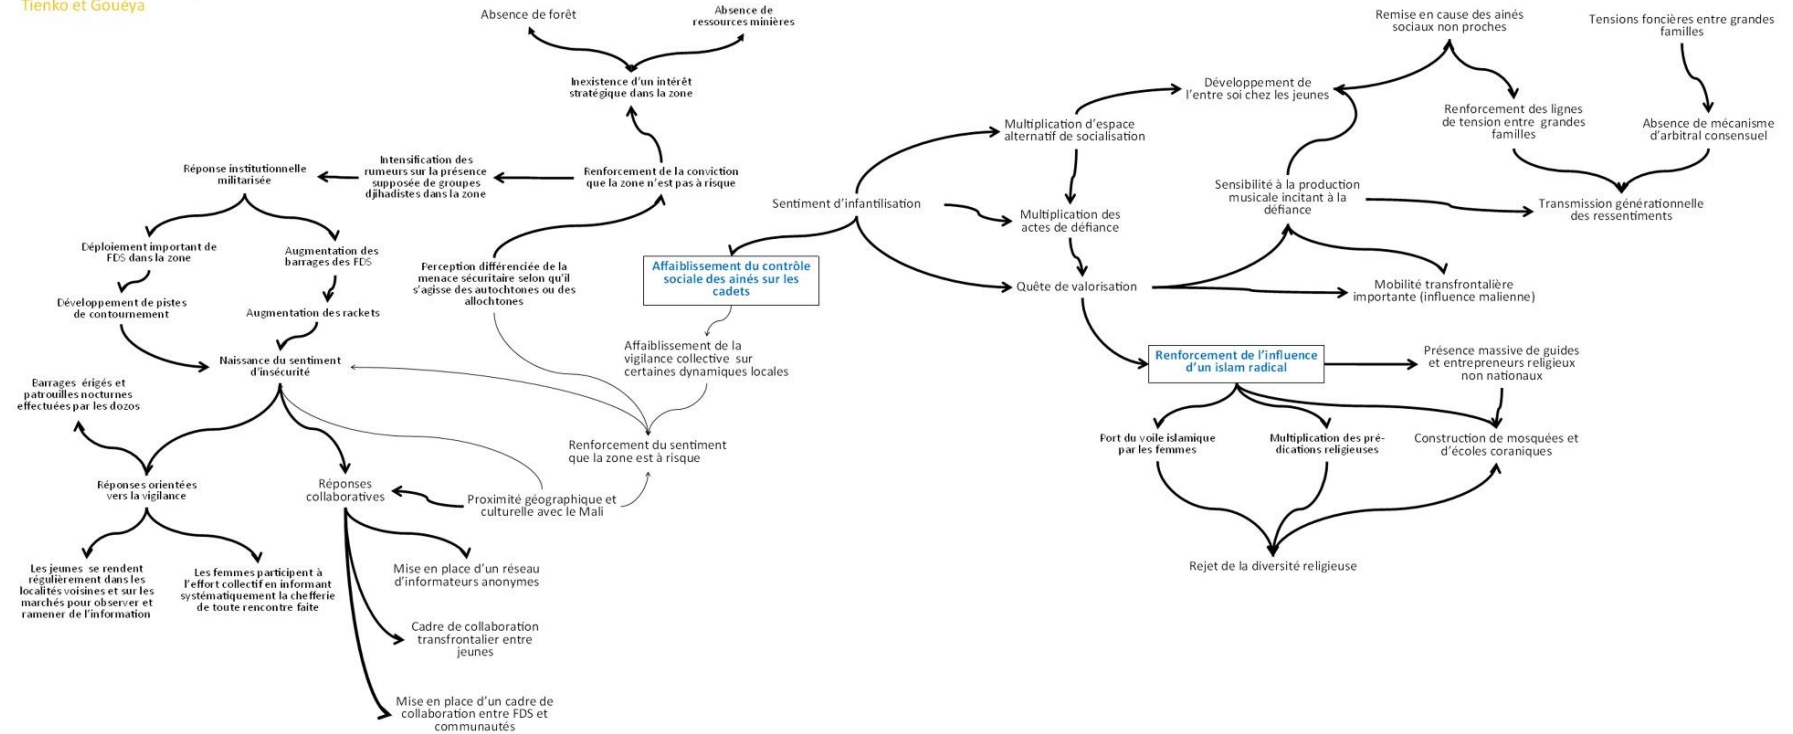 Tienko et Gouéya
Absence de forêt
Absence de
ressources minières
Inexistence d'un intérêt
stratégique dans la zone
Réponse institutionnelle
militarisée
Intensification des
rumeurs sur la présence
supposée de groupes
djihadistes dans la zone
Renforcement de la conviction
que la zone n'est pas à risque
Déploiement important de
FDS dans la zone
Augmentation des
barrages des FDS
Perception différenciée de la
menace sécuritaire selon qu'il
s'agisse des autochtones ou des
allochtones
Développement de pistes
de contournement
Augmentation des rackets
Naissance du sentiment
d'insécurité
Barrages érigés et
patrouilles nocturnes
effectuées par les dozos
Affaiblissement du contrôle
sociale des ainés sur les
cadets
Affaiblissement de la
vigilance collective sur
certaines dynamiques locales
Renforcement du sentiment
que la zone est à risque
Réponses orientées
vers la vigilance
Réponses
collaboratives
Proximité géographique et
culturelle avec le Mali
Les jeunes se rendent
régulièrement dans les
localités voisines et sur les
marchés pour observer et
ramener de l'information
Les femmes participent à
l'effort collectif en informant
systématiquement la chefferie
de toute rencontre faite
Mise en place d'un réseau
d'informateurs anonymes
Cadre de collaboration
transfrontalier entre
jeunes
Mise en place d'un cadre de
collaboration entre FDS et
communautés
Remise en cause des ainés
sociaux non proches
Tensions foncières entre grandes
familles
Développement de
l'entre soi chez les jeunes
Renforcement des lignes
de tension entre grandes
familles
Absence de mécanisme
d'arbitral consensuel
Multiplication d'espace
alternatif de socialisation
Sentiment d'infantilisation
Multiplication des
actes de défiance
Sensibilité à la production
musicale incitant à la
défiance
Transmission générationnelle
des ressentiments
Quête de valorisation
Mobilité transfrontalière
importante (influence malienne)
Renforcement de l'influence
d'un islam radical
Présence massive de guides
et entrepreneurs religieux
non nationaux
Port du voile islamique
par les femmes
Multiplication des pré-
dications religieuses
Construction de mosquées et
d'écoles coraniques
Rejet de la diversité religieuse